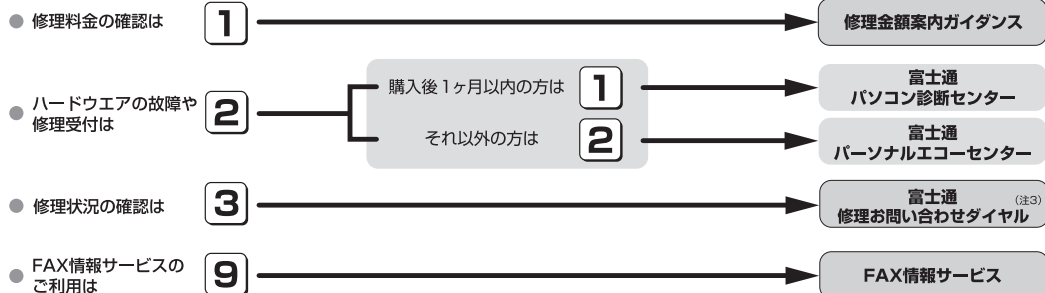 ● 修理料金の確認は 1 修理金額案内ガイダンス
● ハードウエアの故障や
修理受付は 2
購入後1ヶ月以内の方は 1
富士通
パソコン診断センター
それ以外の方は 2
富士通
パーソナルエコーセンター
● 修理状況の確認は 3
富士通 (注3)
修理お問い合わせダイヤル
● FAX情報サービスの
ご利用は 9
FAX情報サービス